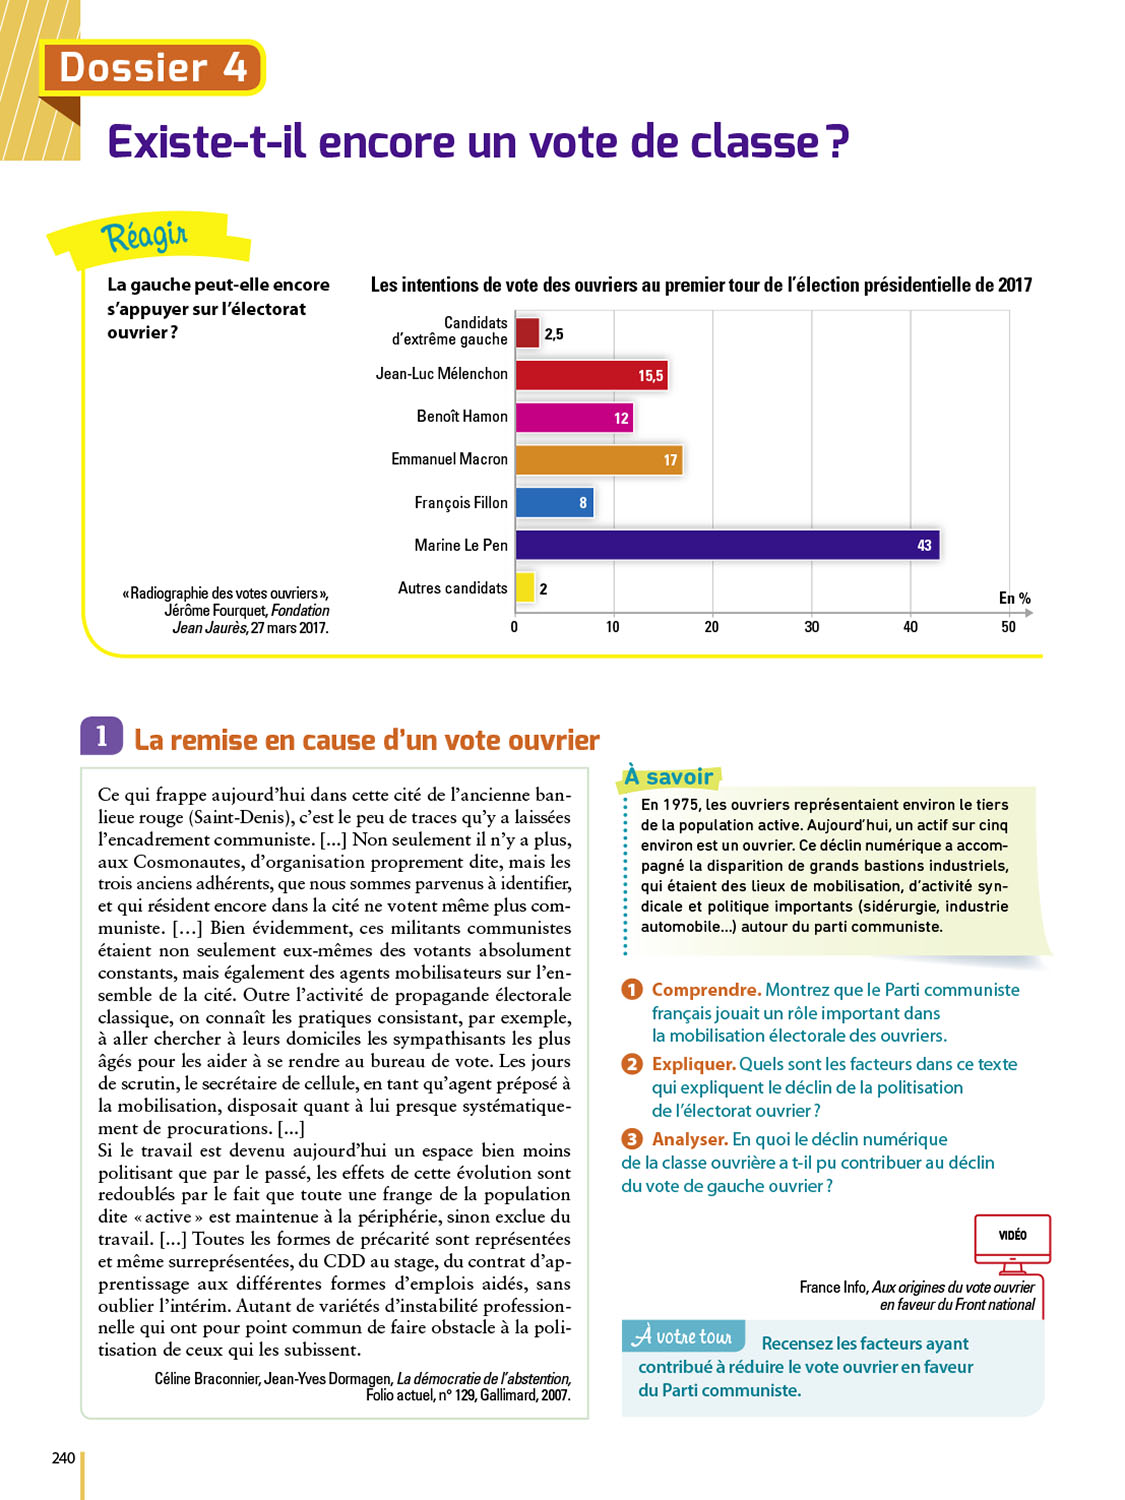 Dossier 4
Existe-t-il encore un vote de classe ?
Réagir
La gauche peut-elle encore
s’appuyer sur l’électorat
ouvrier ?
« Radiographie des votes ouvriers »,
Jérôme Fourquet, Fondation
Jean Jaurès, 27 mars 2017.
Les intentions de vote des ouvriers au premier tour de l’élection présidentielle de 2017
Candidats
d’extrême gauche
2,5
Jean-Luc Mélenchon
15,5
Benoît Hamon
12
Emmanuel Macron
17
François Fillon
8
Marine Le Pen
43
Autres candidats
2
En %
0 10 20 30 40 50
1 La remise en cause d’un vote ouvrier
Ce qui frappe aujourd’hui dans cette cité de l’ancienne ban-
lieue rouge (Saint-Denis), c’est le peu de traces qu’y a laissées
l’encadrement communiste. [...] Non seulement il n’y a plus,
aux Cosmonautes, d’organisation proprement dite, mais les
trois anciens adhérents, que nous sommes parvenus à identifier,
et qui résident encore dans la cité ne votent même plus com-
muniste. […] Bien évidemment, ces militants communistes
étaient non seulement eux-mêmes des votants absolument
constants, mais également des agents mobilisateurs sur l’en-
semble de la cité. Outre l’activité de propagande électorale
classique, on connaît les pratiques consistant, par exemple,
à aller chercher à leurs domiciles les sympathisants les plus
âgés pour les aider à se rendre au bureau de vote. Les jours
de scrutin, le secrétaire de cellule, en tant qu’agent préposé à
la mobilisation, disposait quant à lui presque systématique-
ment de procurations. [...]
Si le travail est devenu aujourd’hui un espace bien moins
politisant que par le passé, les effets de cette évolution sont
redoublés par le fait que toute une frange de la population
dite « active » est maintenue à la périphérie, sinon exclue du
travail. [...] Toutes les formes de précarité sont représentées
et même surreprésentées, du CDD au stage, du contrat d’ap-
prentissage aux différentes formes d’emplois aidés, sans
oublier l’intérim. Autant de variétés d’instabilité profession-
nelle qui ont pour point commun de faire obstacle à la poli-
tisation de ceux qui les subissent.
Céline Braconnier, Jean-Yves Dormagen, La démocratie de l’abstention,
Folio actuel, n° 129, Gallimard, 2007.
À savoir
En 1975, les ouvriers représentaient environ le tiers
de la population active. Aujourd’hui, un actif sur cinq
environ est un ouvrier. Ce déclin numérique a accom-
pagné la disparition de grands bastions industriels,
qui étaient des lieux de mobilisation, d’activité syn-
dicale et politique importants (sidérurgie, industrie
automobile...) autour du parti communiste.
1 Comprendre. Montrez que le Parti communiste
français jouait un rôle important dans
la mobilisation électorale des ouvriers.
2 Expliquer. Quels sont les facteurs dans ce texte
qui expliquent le déclin de la politisation
de l’électorat ouvrier ?
3 Analyser. En quoi le déclin numérique
de la classe ouvrière a t-il pu contribuer au déclin
du vote de gauche ouvrier ?
VIDÉO
France Info, Aux origines du vote ouvrier
en faveur du Front national
À votre tour
Recensez les facteurs ayant
contribué à réduire le vote ouvrier en faveur
du Parti communiste.
240